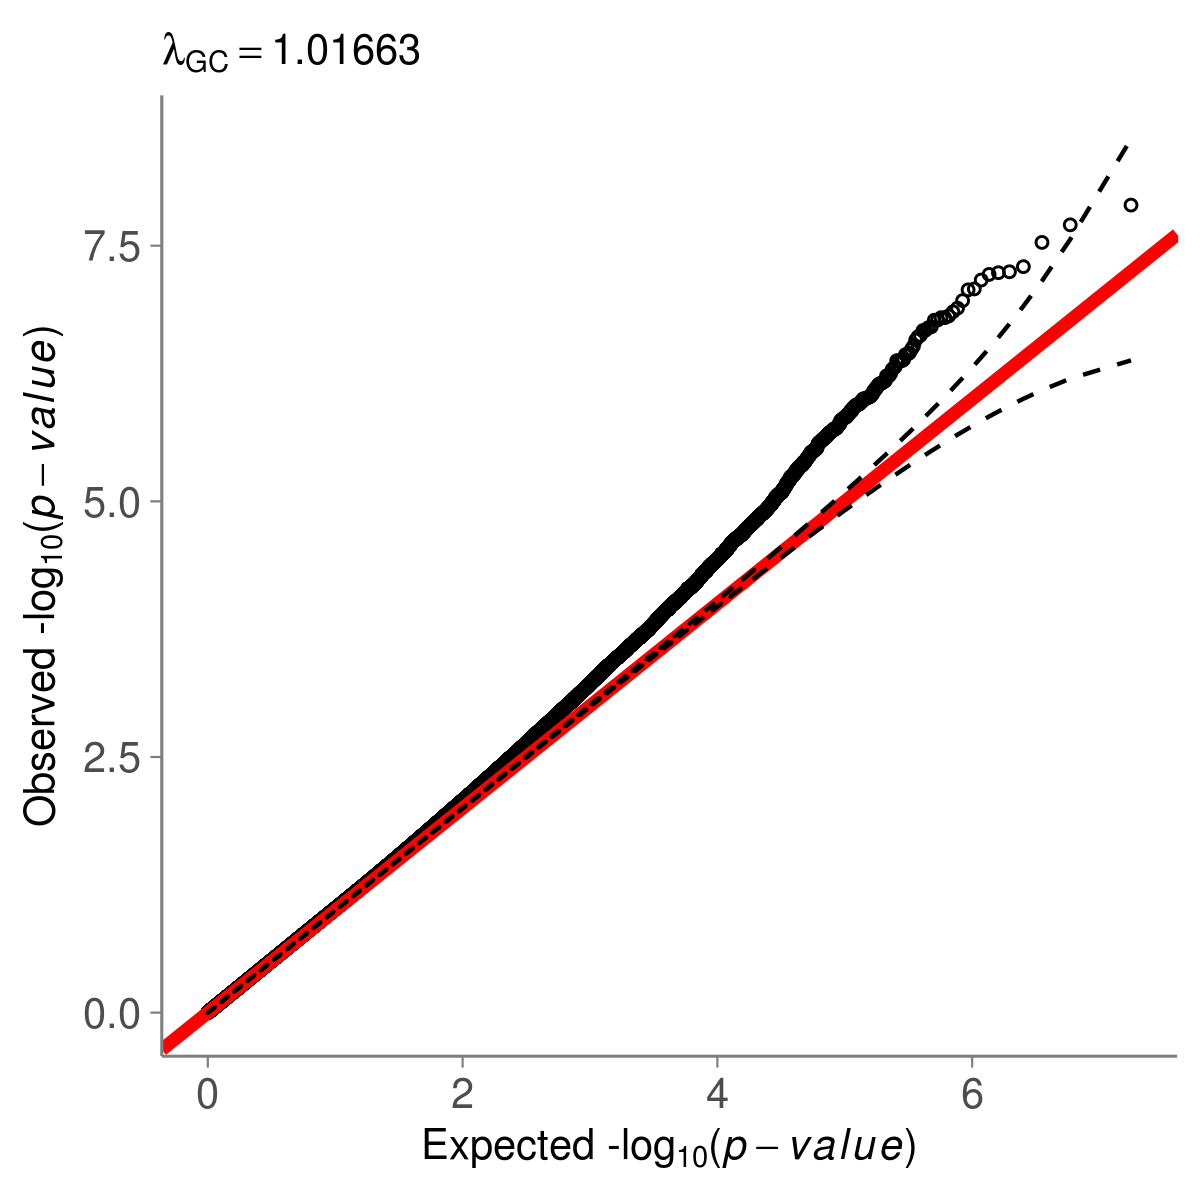 λGC = 1.01663
Observed -log10(p − value)
7.5
5.0
2.5
0.0
0 2 4 6
Expected -log10(p − value)